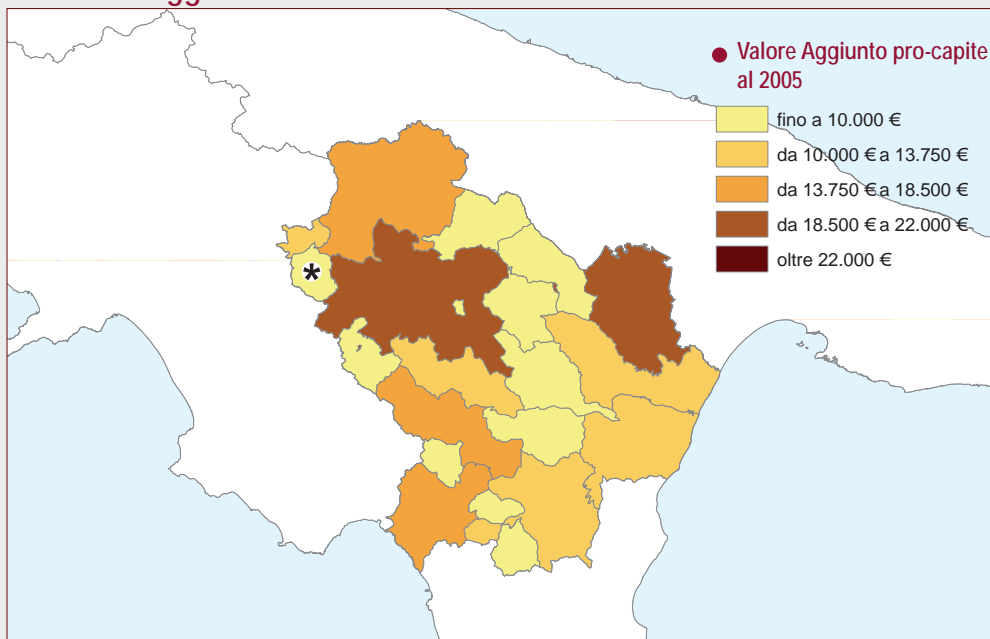 Valore Aggiunto pro-capite
al 2005
fino a 10.000 €
da 10.000 € a 13.750 €
da 13.750 € a 18.500 €
da 18.500 € a 22.000 €
oltre 22.000 €
*